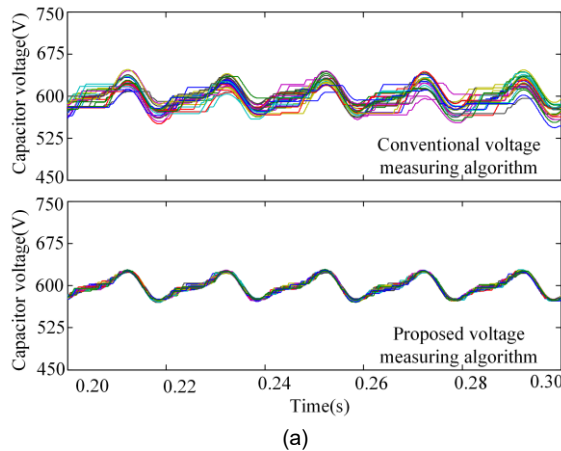 750
675
600
525
450
Capacitor voltage(V)
Conventional voltage
measuring algorithm
750
675
600
525
450
Capacitor voltage(V)
Proposed voltage
measuring algorithm
0.20 0.22 0.24 0.26 0.28 0.30
Time(s)
(a)